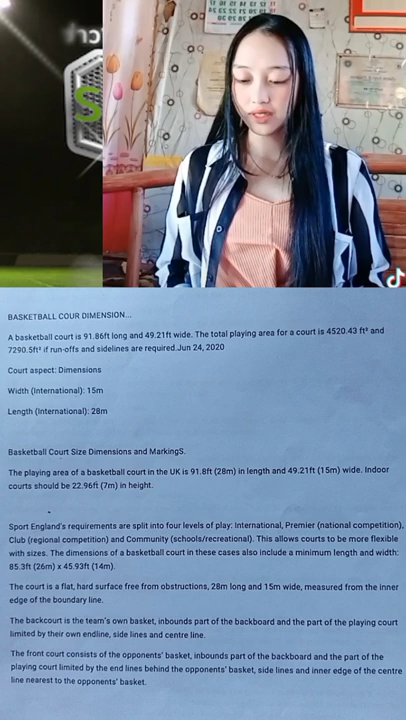 S
BASKETBALL COUR DIMENSION...
A basketball court is 91.86ft long and 49.21ft wide. The total playing area for a court is 4520.43 ft² and
7290.5ft² if run-offs and sidelines are required.Jun 24, 2020
Court aspect: Dimensions
Width (International): 15m
Length (International): 28m
Basketball Court Size Dimensions and MarkingS.
The playing area of a basketball court in the UK is 91.8ft (28m) in length and 49.21ft (15m) wide. Indoor
courts should be 22.96ft (7m) in height.
Sport England's requirements are split into four levels of play: International, Premier (national competition),
Club (regional competition) and Community (schools/recreational). This allows courts to be more flexible
with sizes. The dimensions of a basketball court in these cases also include a minimum length and width:
85.3ft (26m) x 45.93ft (14m).
The court is a flat, hard surface free from obstructions, 28m long and 15m wide, measured from the inner
edge of the boundary line.
The backcourt is the team's own basket, inbounds part of the backboard and the part of the playing court
limited by their own endline, side lines and centre line.
The front court consists of the opponents' basket, inbounds part of the backboard and the part of the
playing court limited by the end lines behind the opponents' basket, side lines and inner edge of the centre
line nearest to the opponents' basket.